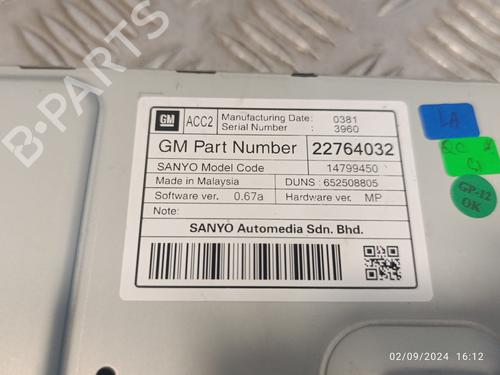 GM ACC2 Manufacturing Date: 0381
Serial Number : 3960
GM Part Number 22764032
SANYO Model Code 14799450
Made in Malaysia DUNS : 652508805
Software ver. 0.67a Hardware ver. MP
Note:
SANYO Automedia Sdn. Bhd.
IA
QC
GP-12
OK
B-PARTS
02/09/2024 16:12